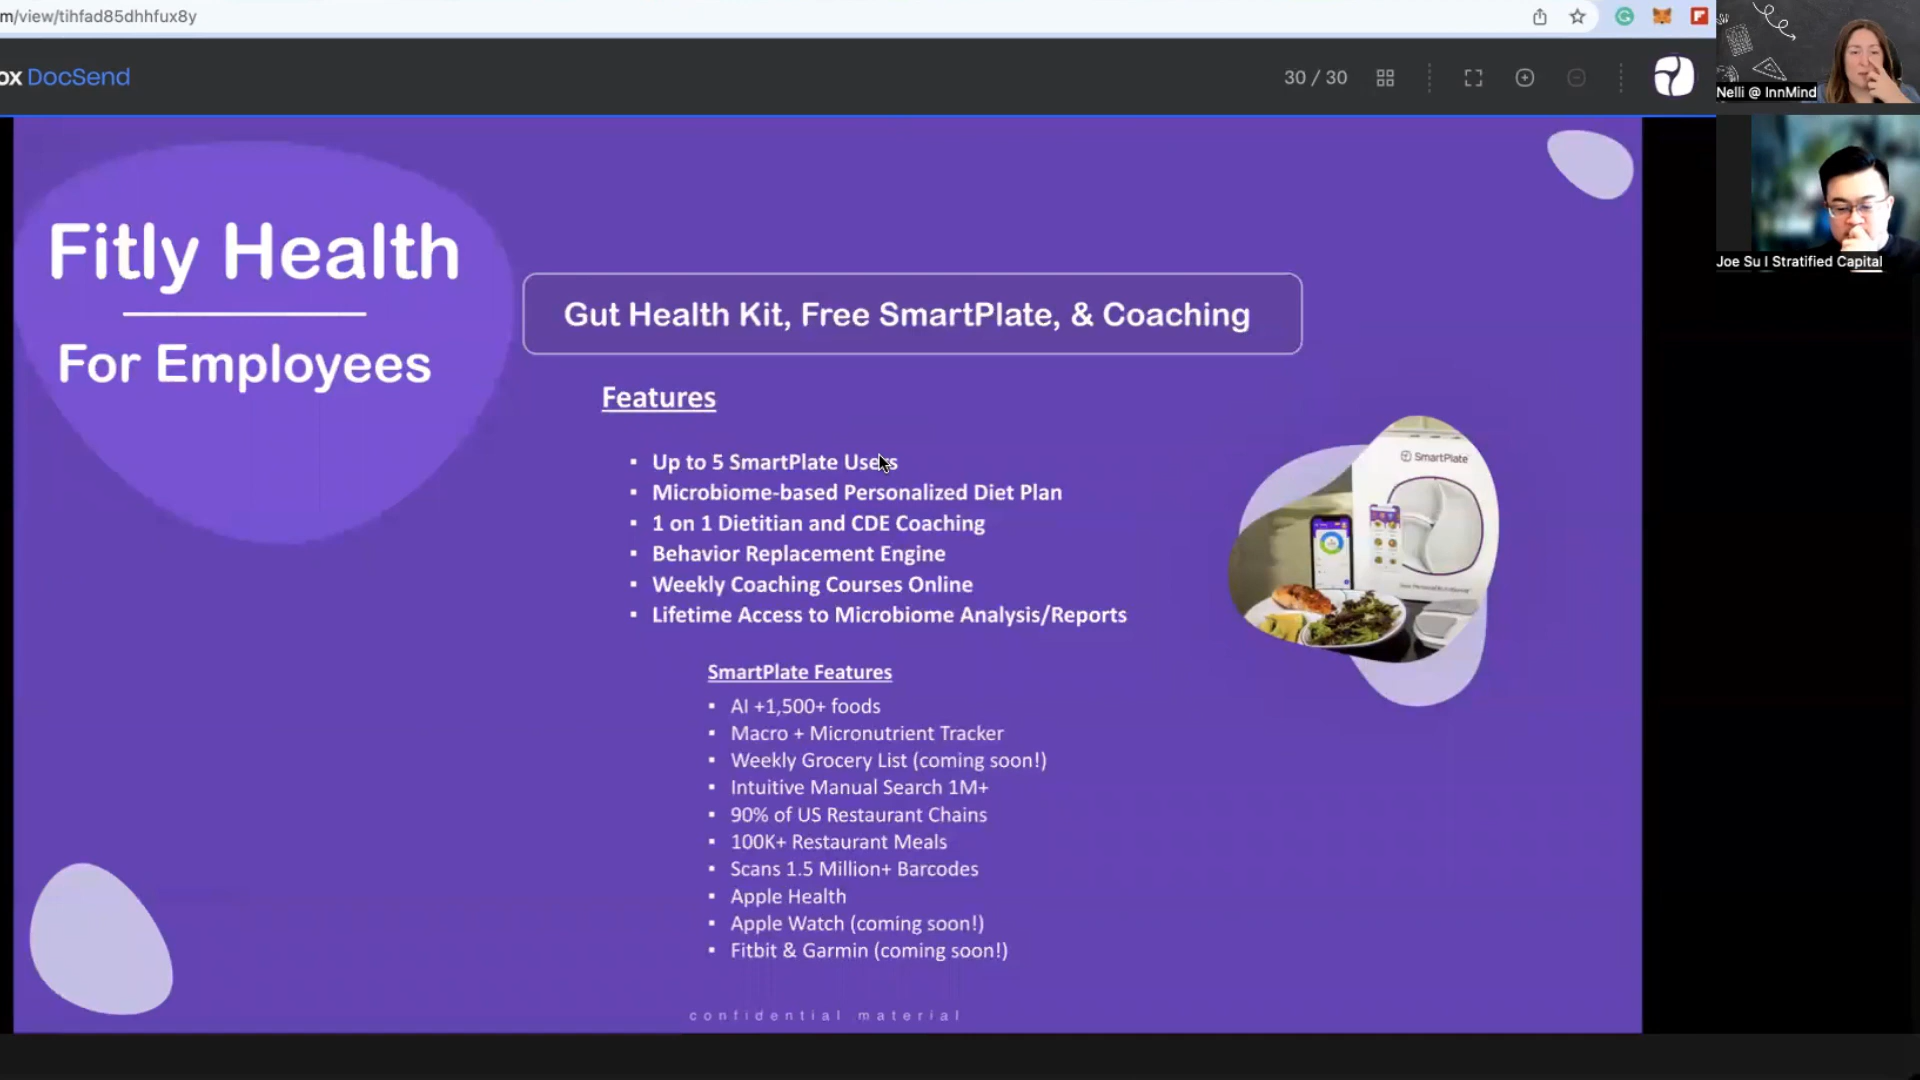 m/view/tihfad85dhhfux8y
ox DocSend
30 / 30
Nelli @ InnMind
Joe Su I Stratified Capital
Fitly Health
For Employees
Gut Health Kit, Free SmartPlate, & Coaching
Features
▪ Up to 5 SmartPlate Users
▪ Microbiome-based Personalized Diet Plan
▪ 1 on 1 Dietitian and CDE Coaching
▪ Behavior Replacement Engine
▪ Weekly Coaching Courses Online
▪ Lifetime Access to Microbiome Analysis/Reports
SmartPlate
SmartPlate Features
▪ AI +1,500+ foods
▪ Macro + Micronutrient Tracker
▪ Weekly Grocery List (coming soon!)
▪ Intuitive Manual Search 1M+
▪ 90% of US Restaurant Chains
▪ 100K+ Restaurant Meals
▪ Scans 1.5 Million+ Barcodes
▪ Apple Health
▪ Apple Watch (coming soon!)
▪ Fitbit & Garmin (coming soon!)
confidential material